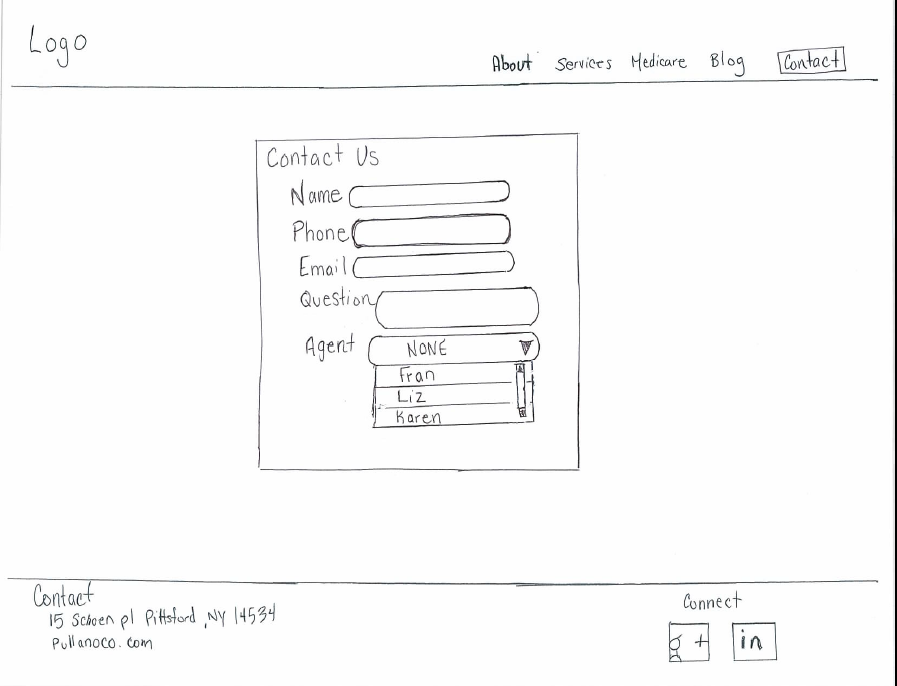 Logo
About Services Medicare Blog Contact
Contact Us
Name
Phone
Email
Question
Agent NONE
Fran
Liz
Karen
Contact
15 Schoen pl Pittsford, NY 14534
Pullanoco.com
Connect
g+ in